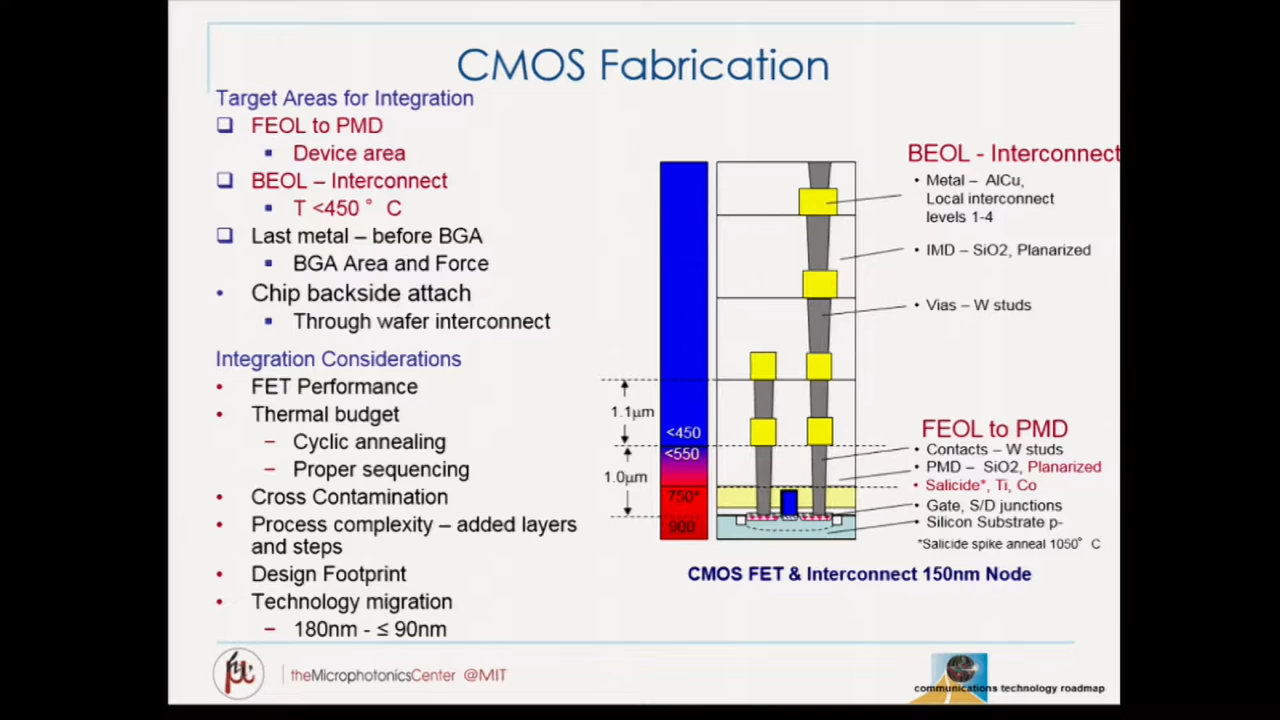 CMOS Fabrication
Target Areas for Integration
FEOL to PMD
Device area
BEOL – Interconnect
T <450 ° C
Last metal – before BGA
BGA Area and Force
Chip backside attach
Through wafer interconnect
Integration Considerations
FET Performance
Thermal budget
Cyclic annealing
Proper sequencing
Cross Contamination
Process complexity – added layers
and steps
Design Footprint
Technology migration
180nm - ≤ 90nm
1.1μm
1.0μm
<450
<550
750*
900
BEOL - Interconnect
• Metal – AlCu,
Local interconnect
levels 1-4
• IMD – SiO2, Planarized
• Vias – W studs
FEOL to PMD
• Contacts – W studs
• PMD – SiO2, Planarized
• Salicide*, Ti, Co
• Gate, S/D junctions
• Silicon Substrate p-
*Salicide spike anneal 1050° C
CMOS FET & Interconnect 150nm Node
theMicrophotonicsCenter @MIT
communications technology roadmap